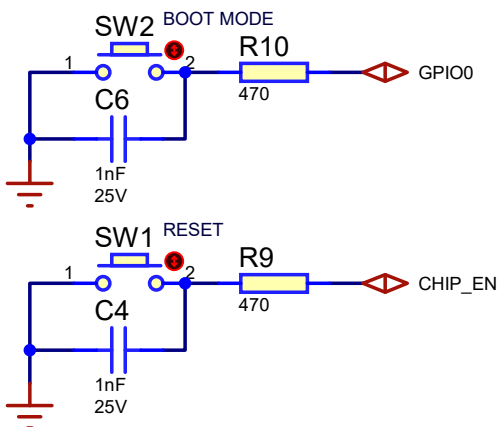 SW2 BOOT MODE
1 2
R10
470
GPIO0
C6
1nF
25V
SW1 RESET
1 2
R9
470
CHIP_EN
C4
1nF
25V